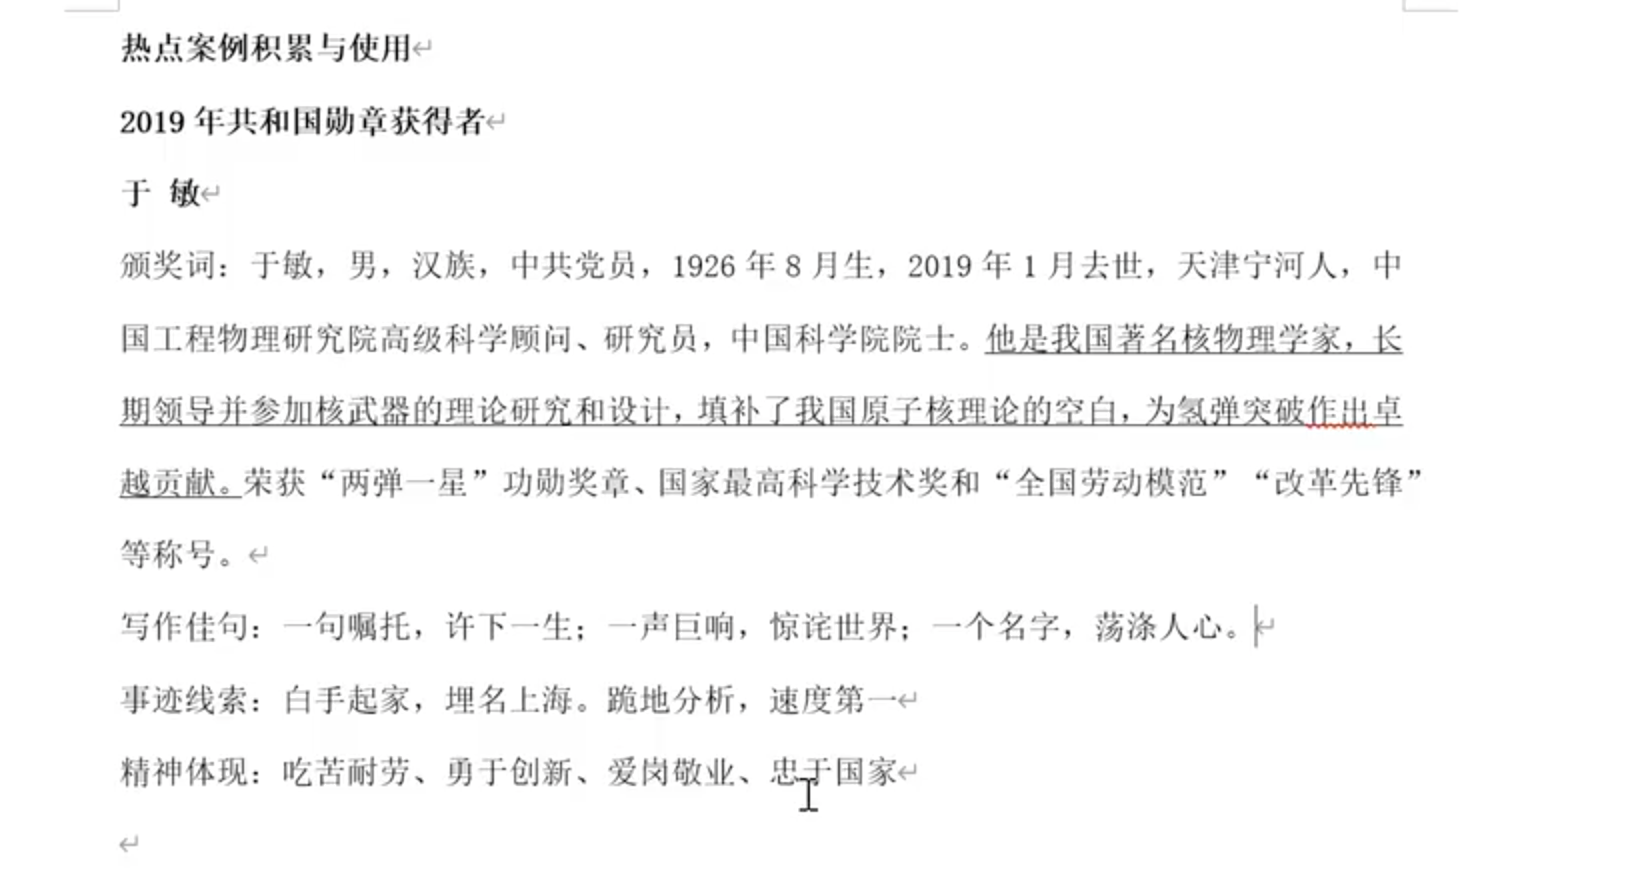 热点案例积累与使用
2019 年共和国勋章获得者
于 敏
颁奖词：于敏，男，汉族，中共党员，1926 年 8 月生，2019 年 1 月去世，天津宁河人，中
国工程物理研究院高级科学顾问、研究员，中国科学院院士。他是我国著名核物理学家，长
期领导并参加核武器的理论研究和设计，填补了我国原子核理论的空白，为氢弹突破作出卓
越贡献。荣获“两弹一星”功勋奖章、国家最高科学技术奖和“全国劳动模范”“改革先锋”
等称号。
写作佳句：一句嘱托，许下一生；一声巨响，惊诧世界；一个名字，荡涤人心。
事迹线索：白手起家，埋名上海。跪地分析，速度第一
精神体现：吃苦耐劳、勇于创新、爱岗敬业、忠于国家